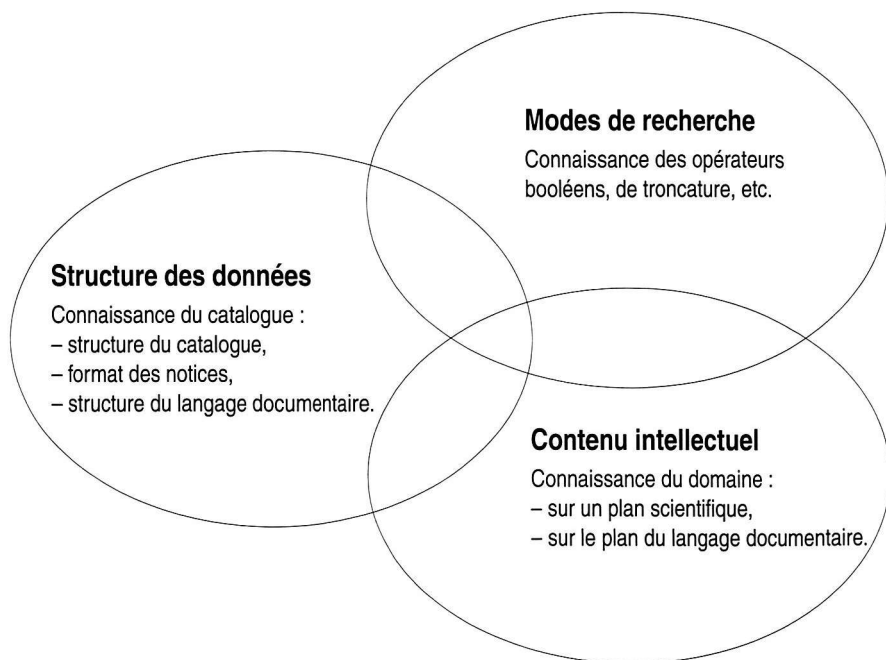 Modes de recherche
Connaissance des opérateurs
booléens, de troncature, etc.
Structure des données
Connaissance du catalogue :
– structure du catalogue,
– format des notices,
– structure du langage documentaire.
Contenu intellectuel
Connaissance du domaine :
– sur un plan scientifique,
– sur le plan du langage documentaire.